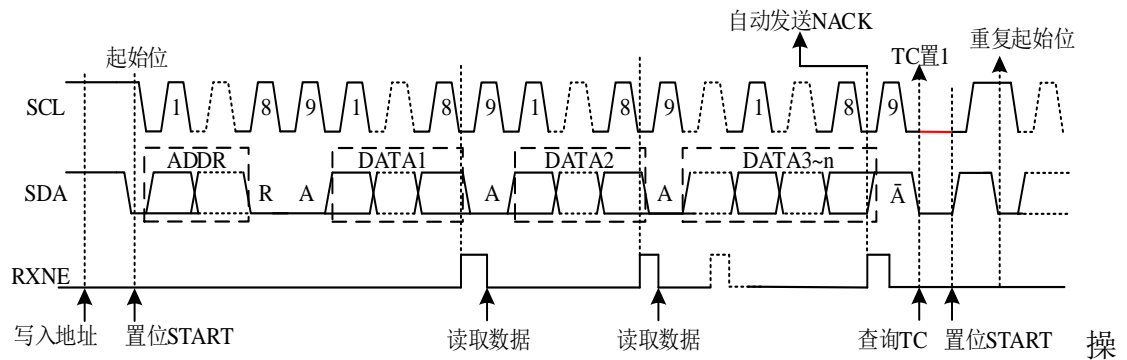 自动发送NACK
起始位
TC置1
重复起始位
SCL 1 8 9 1 8 9 1 8 9 1 8 9
ADDR DATA1 DATA2 DATA3~n
SDA R A A A Ā
RXNE
写入地址 置位START 读取数据 读取数据 查询TC 置位START 操